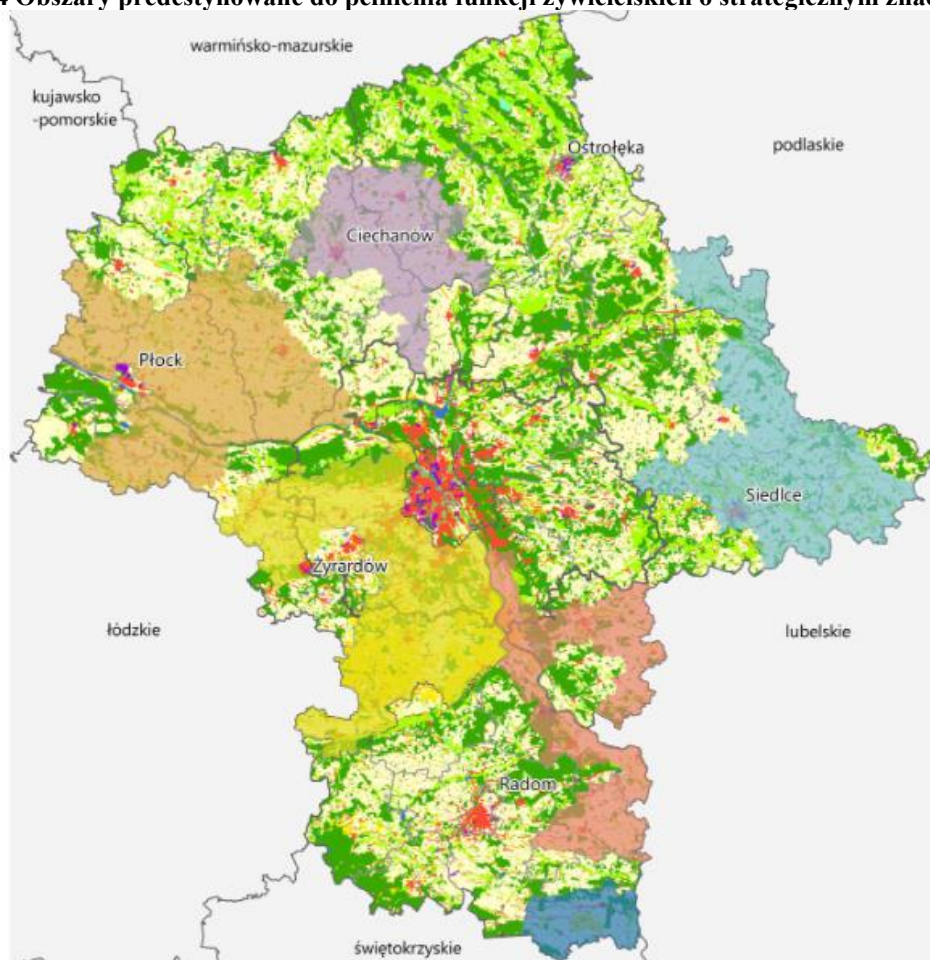 4 Obszary predestynowane do pełnienia funkcji żywicielskich o strategicznym
warmińsko-mazurskie
kujawsko
-pomorskie
podlaskie
Ostrołęka
Ciechanów
Płock
Siedlce
Żyrardów
łódzkie
lubelskie
Radom
świętokrzyskie